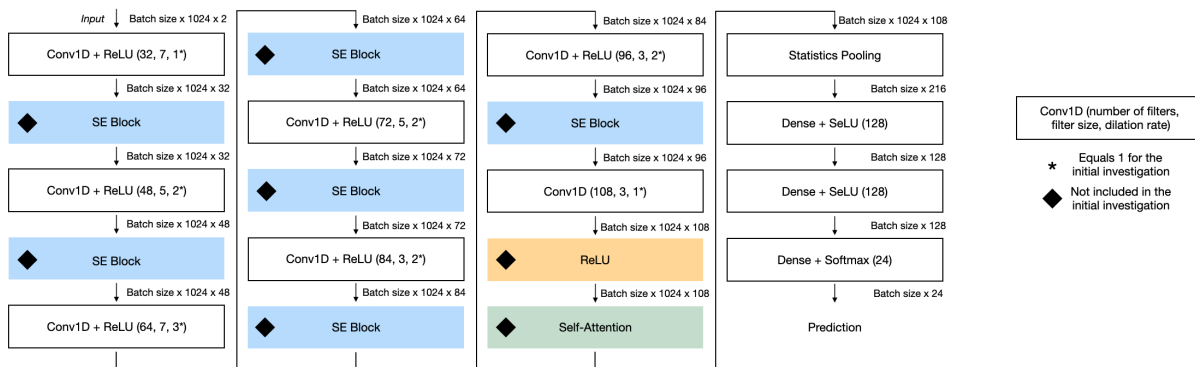 Input Batch size x 1024 x 2
Conv1D + ReLU (32, 7, 1*)
Batch size x 1024 x 32
SE Block
Batch size x 1024 x 32
Conv1D + ReLU (48, 5, 2*)
Batch size x 1024 x 48
SE Block
Batch size x 1024 x 48
Conv1D + ReLU (64, 7, 3*)
Batch size x 1024 x 64
SE Block
Batch size x 1024 x 64
Conv1D + ReLU (72, 5, 2*)
Batch size x 1024 x 72
SE Block
Batch size x 1024 x 72
Conv1D + ReLU (84, 3, 2*)
Batch size x 1024 x 84
SE Block
Batch size x 1024 x 84
Conv1D + ReLU (96, 3, 2*)
Batch size x 1024 x 96
SE Block
Batch size x 1024 x 96
Conv1D (108, 3, 1*)
Batch size x 1024 x 108
ReLU
Batch size x 1024 x 108
Self-Attention
Batch size x 1024 x 108
Statistics Pooling
Batch size x 216
Dense + SeLU (128)
Batch size x 128
Dense + SeLU (128)
Batch size x 128
Dense + Softmax (24)
Batch size x 24
Prediction
Conv1D (number of filters,
filter size, dilation rate)
* Equals 1 for the
initial investigation
Not included in the
initial investigation